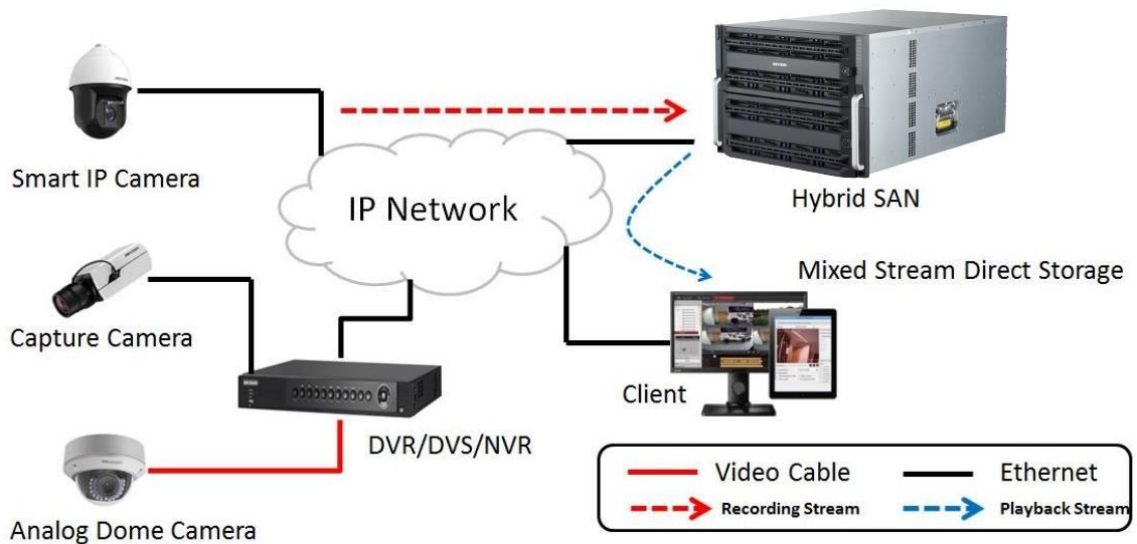 Smart IP Camera
IP Network
Hybrid SAN
Mixed Stream Direct Storage
Capture Camera
Client
DVR/DVS/NVR
Video Cable
Ethernet
Recording Stream
Playback Stream
Analog Dome Camera